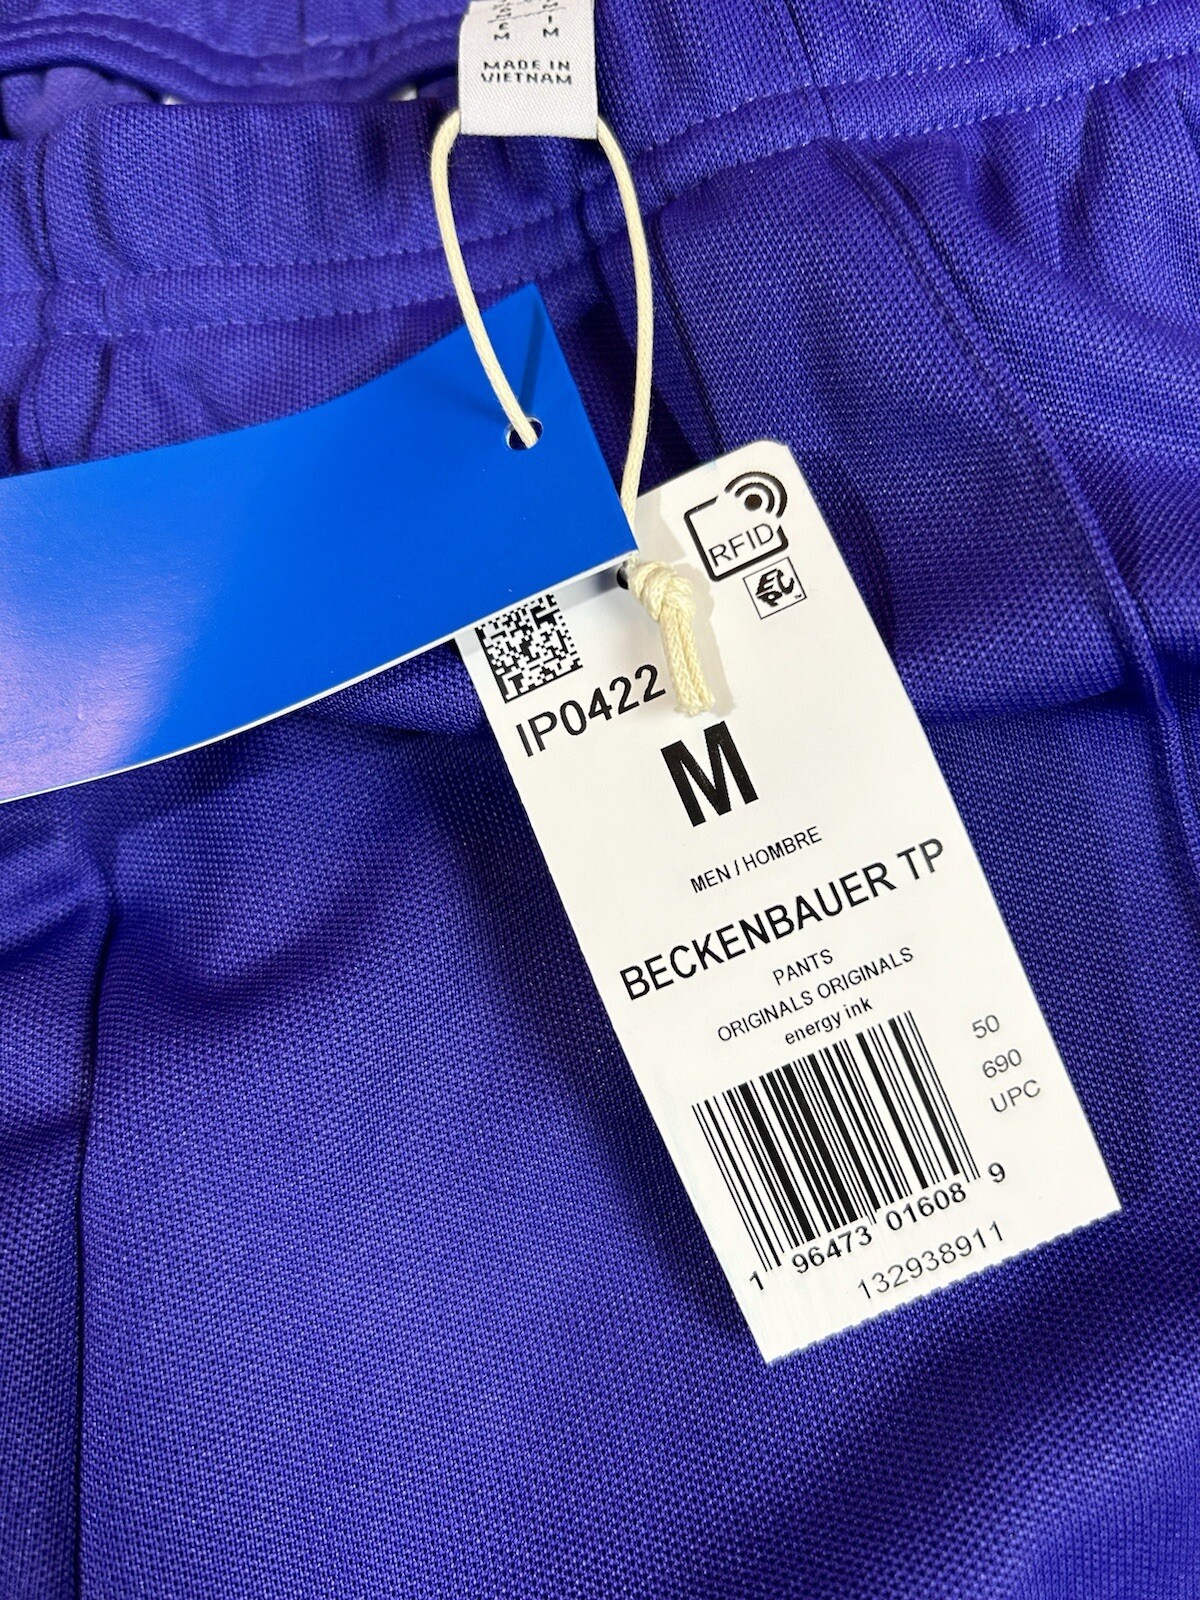 MADE IN
VIETNAM
RFID
EPC
IP0422
M
MEN / HOMBRE
BECKENBAUER TP
PANTS
ORIGINALS ORIGINALS
energy ink
50
690
UPC
1 96473 01608 9
132938911